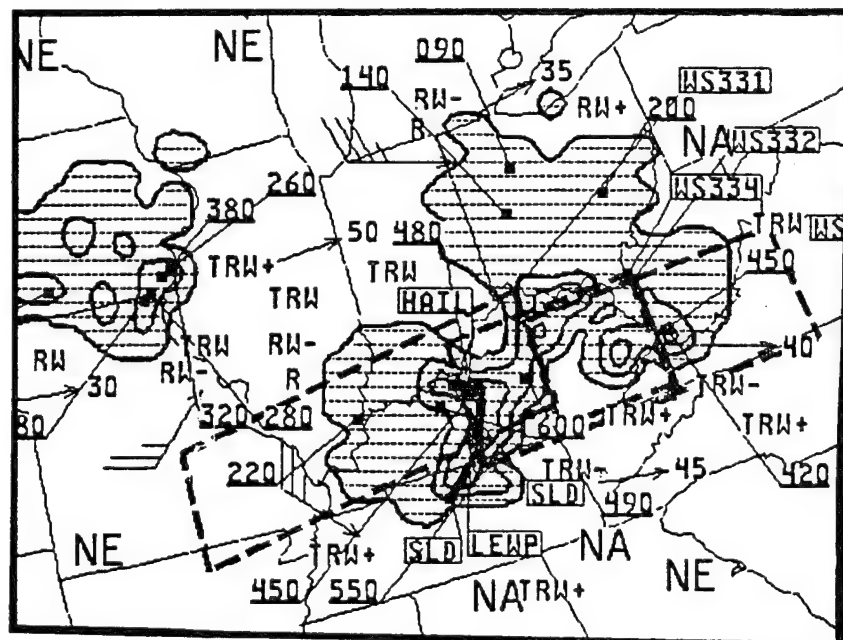 NE
NE
090
35
WS331
140
RW-
R
RW+
200
NA
WS332
WS334
260
380
TRW
WS
50
480
450
TRW+
TRW
TRW
HAIL
TRW
RW-
R
RW
RW-
40
30
TRW-
80
320
280
600
TRW+
TRW+
TRW-
45
220
SLD
490
420
TRW+
SLD
LEWP
NE
NA
NE
450
550
NA
TRW+